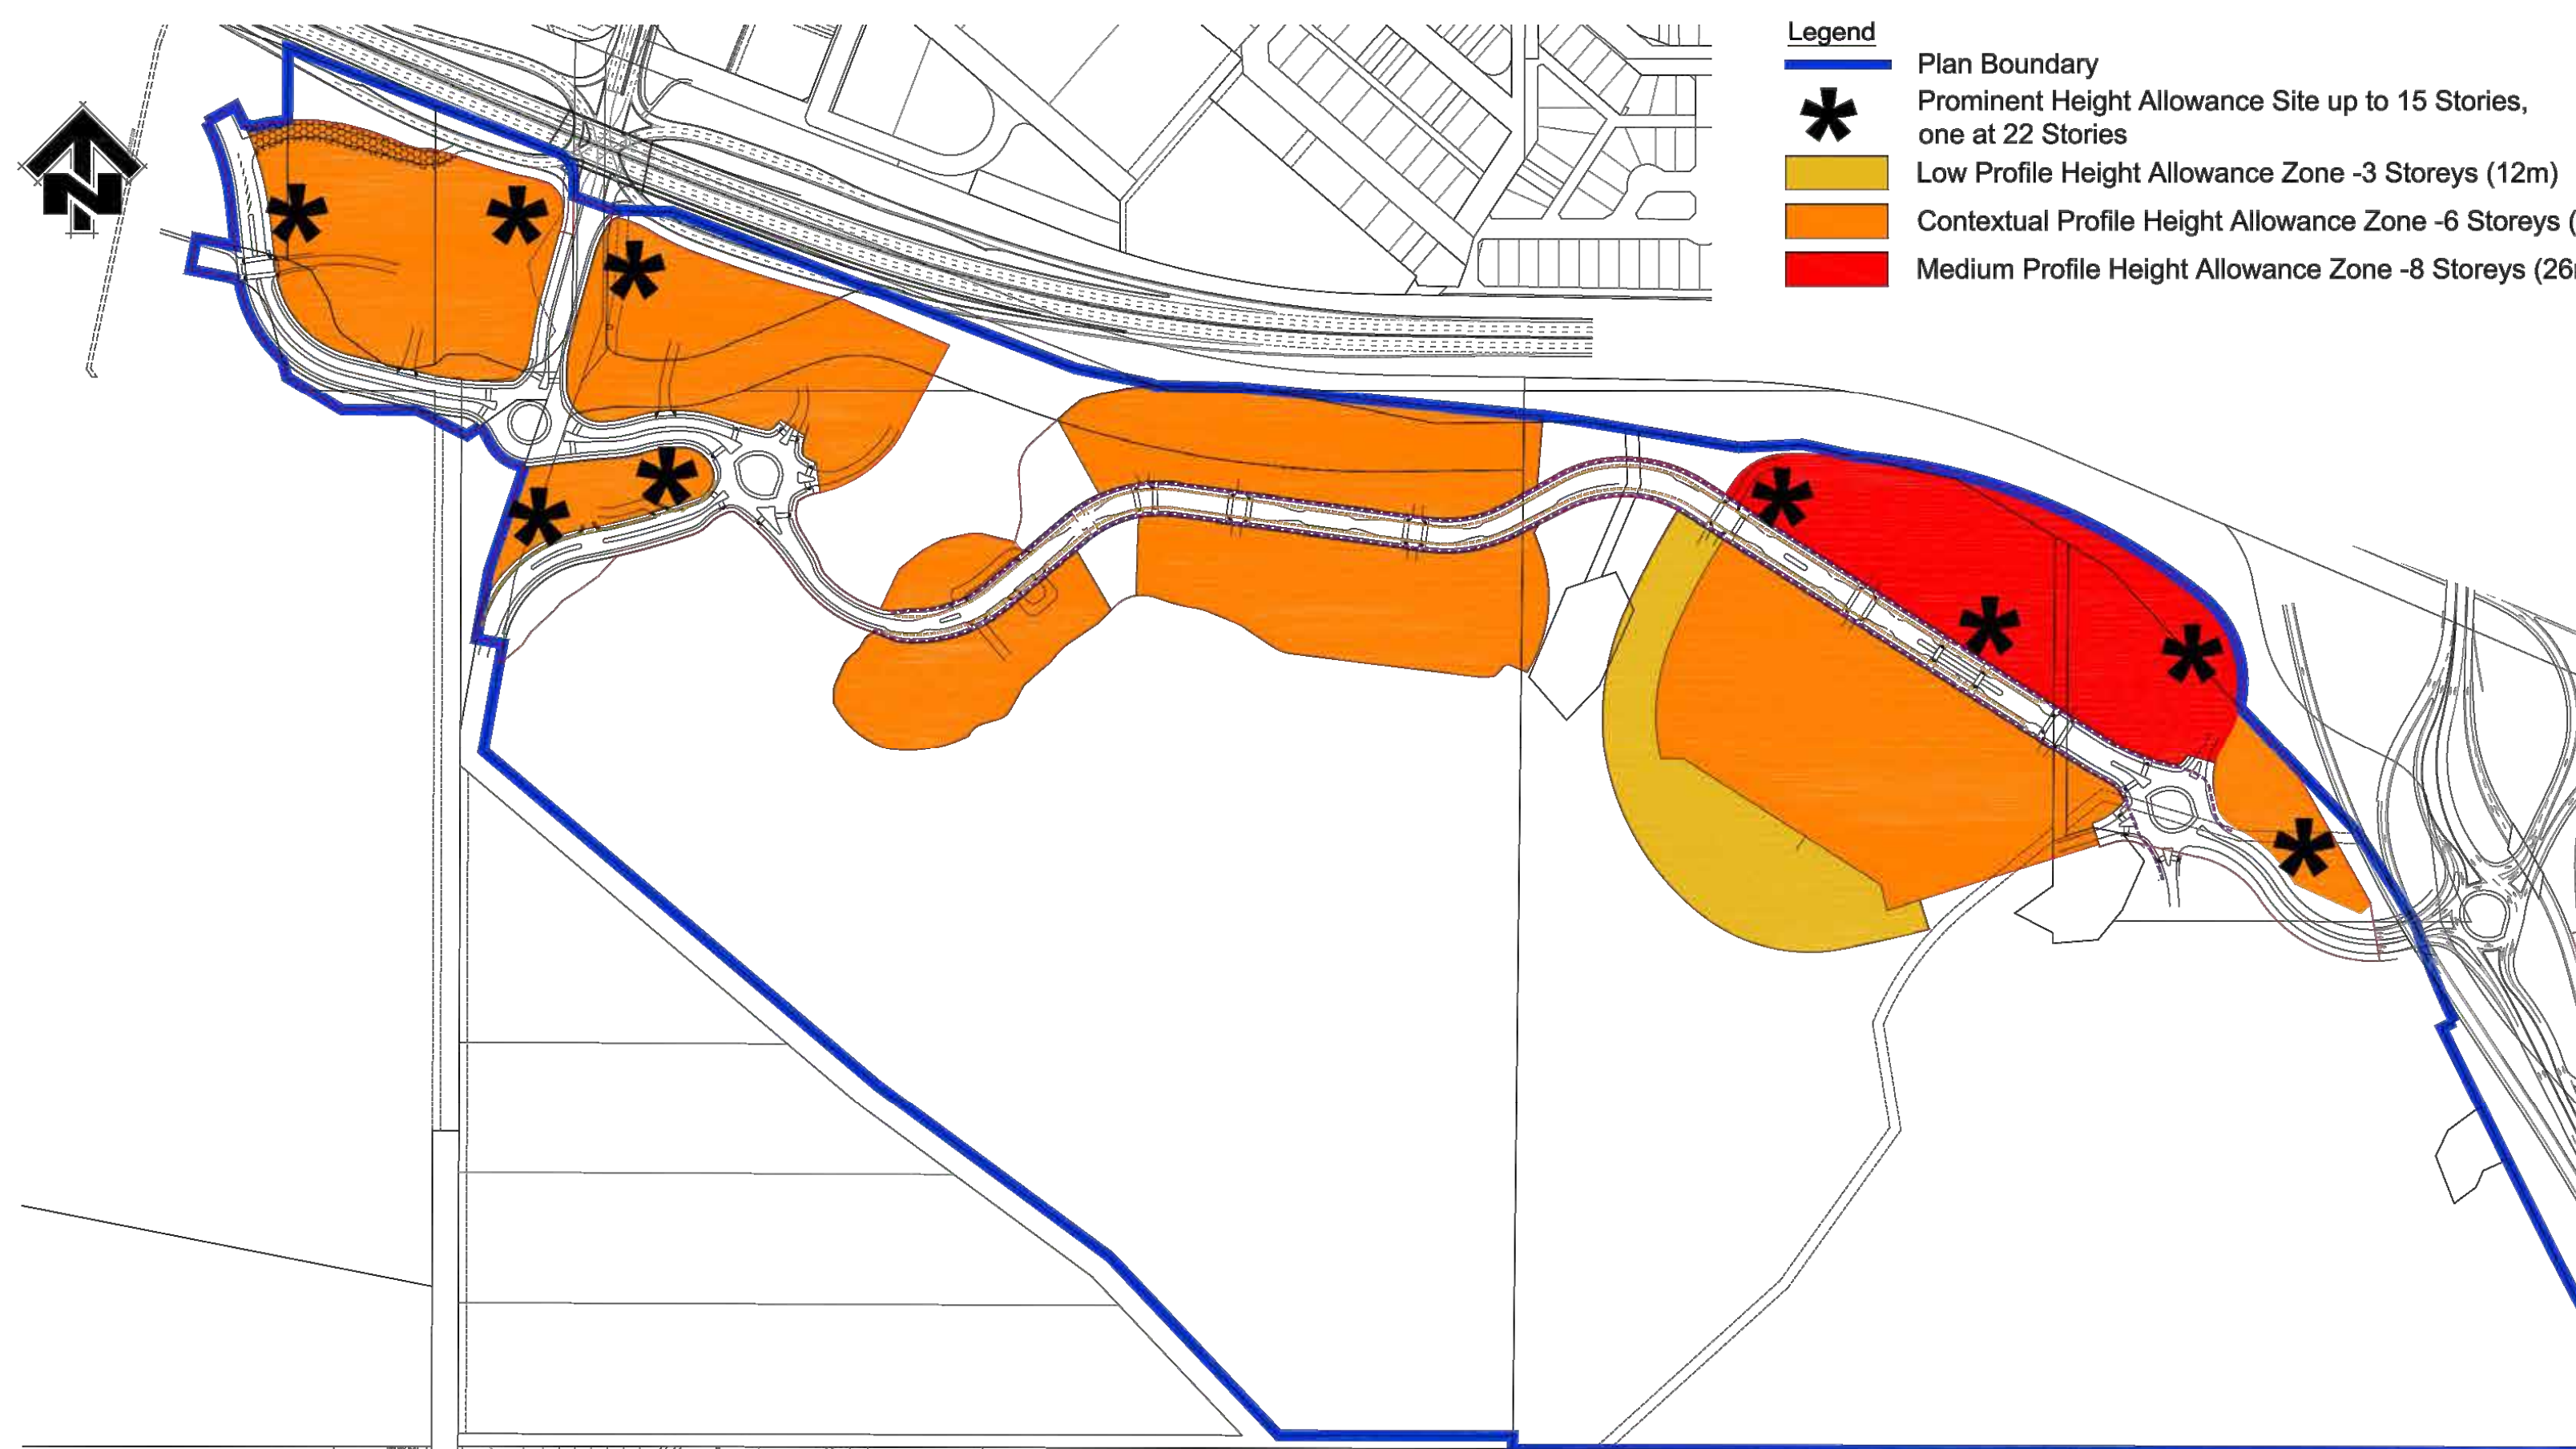 Legend
Plan Boundary
Prominent Height Allowance Site up to 15 Stories,
one at 22 Stories
Low Profile Height Allowance Zone -3 Storeys (12m)
Contextual Profile Height Allowance Zone -6 Storeys (
Medium Profile Height Allowance Zone -8 Storeys (26
N